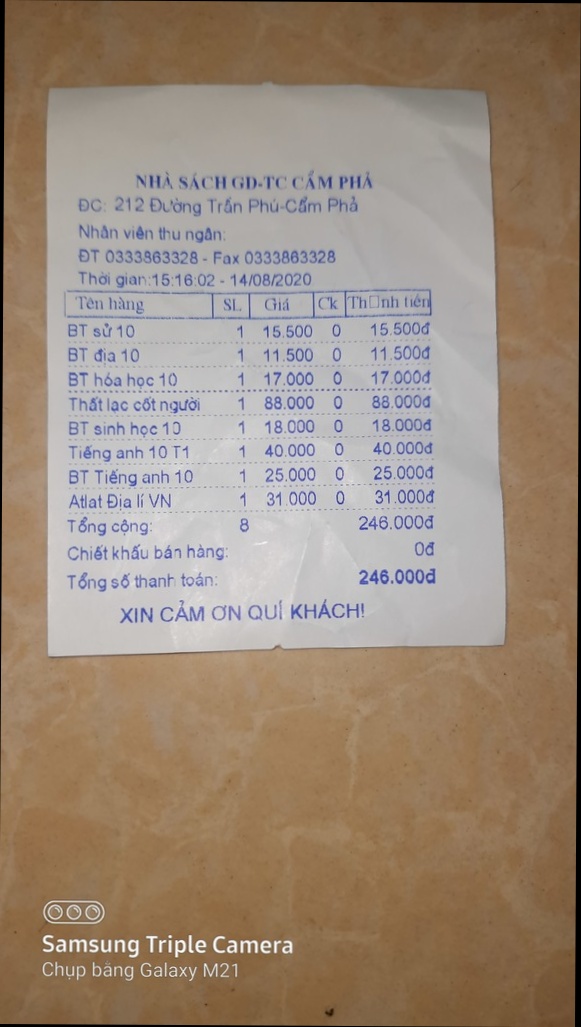 NHÀ SÁCH GD-TC CẨM PHẢ
ĐC: 212 Đường Trần Phú-Cẩm Phả
Nhân viên thu ngân:
ĐT 0333863328 - Fax 0333863328
Thời gian:15:16:02 - 14/08/2020
Tên hàng SL Giá Ck Th□nh tiền
BT sử 10 1 15.500 0 15.500đ
BT địa 10 1 11.500 0 11.500đ
BT hóa học 10 1 17.000 0 17.000đ
Thất lạc cốt người 1 88.000 0 88.000đ
BT sinh học 10 1 18.000 0 18.000đ
Tiếng anh 10 T1 1 40.000 0 40.000đ
BT Tiếng anh 10 1 25.000 0 25.000đ
Atlat Địa lí VN 1 31.000 0 31.000đ
Tổng cộng: 8 246.000đ
Chiết khấu bán hàng: 0đ
Tổng số thanh toán: 246.000đ
XIN CẢM ƠN QUÍ KHÁCH!
Samsung Triple Camera
Chụp bằng Galaxy M21